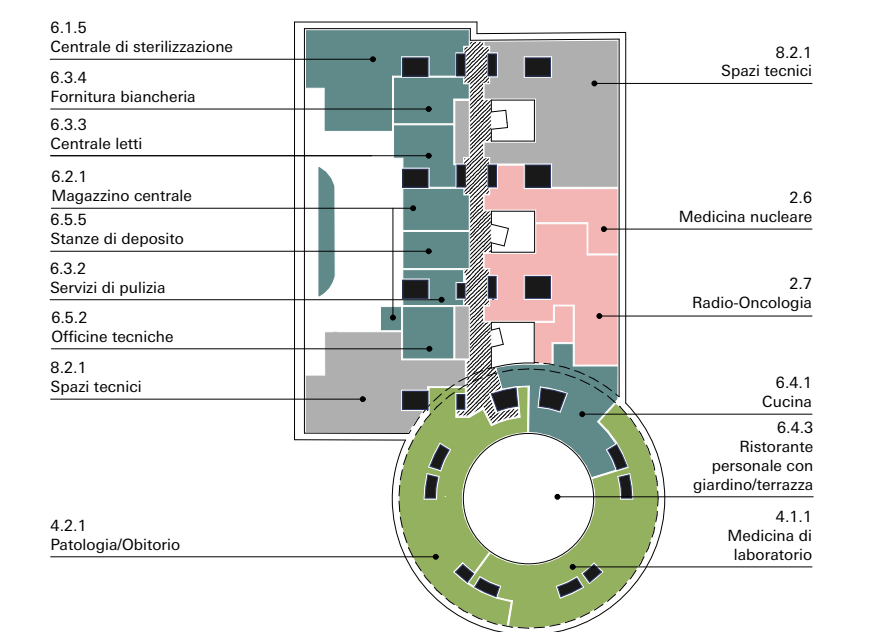 6.1.5
Centrale di sterilizzazione
6.3.4
Fornitura biancheria
6.3.3
Centrale letti
6.2.1
Magazzino centrale
6.5.5
Stanze di deposito
6.3.2
Servizi di pulizia
6.5.2
Officine tecniche
8.2.1
Spazi tecnici
4.2.1
Patologia/Obitorio
8.2.1
Spazi tecnici
2.6
Medicina nucleare
2.7
Radio-Oncologia
6.4.1
Cucina
6.4.3
Ristorante
personale con
giardino/terrazza
4.1.1
Medicina di
laboratorio